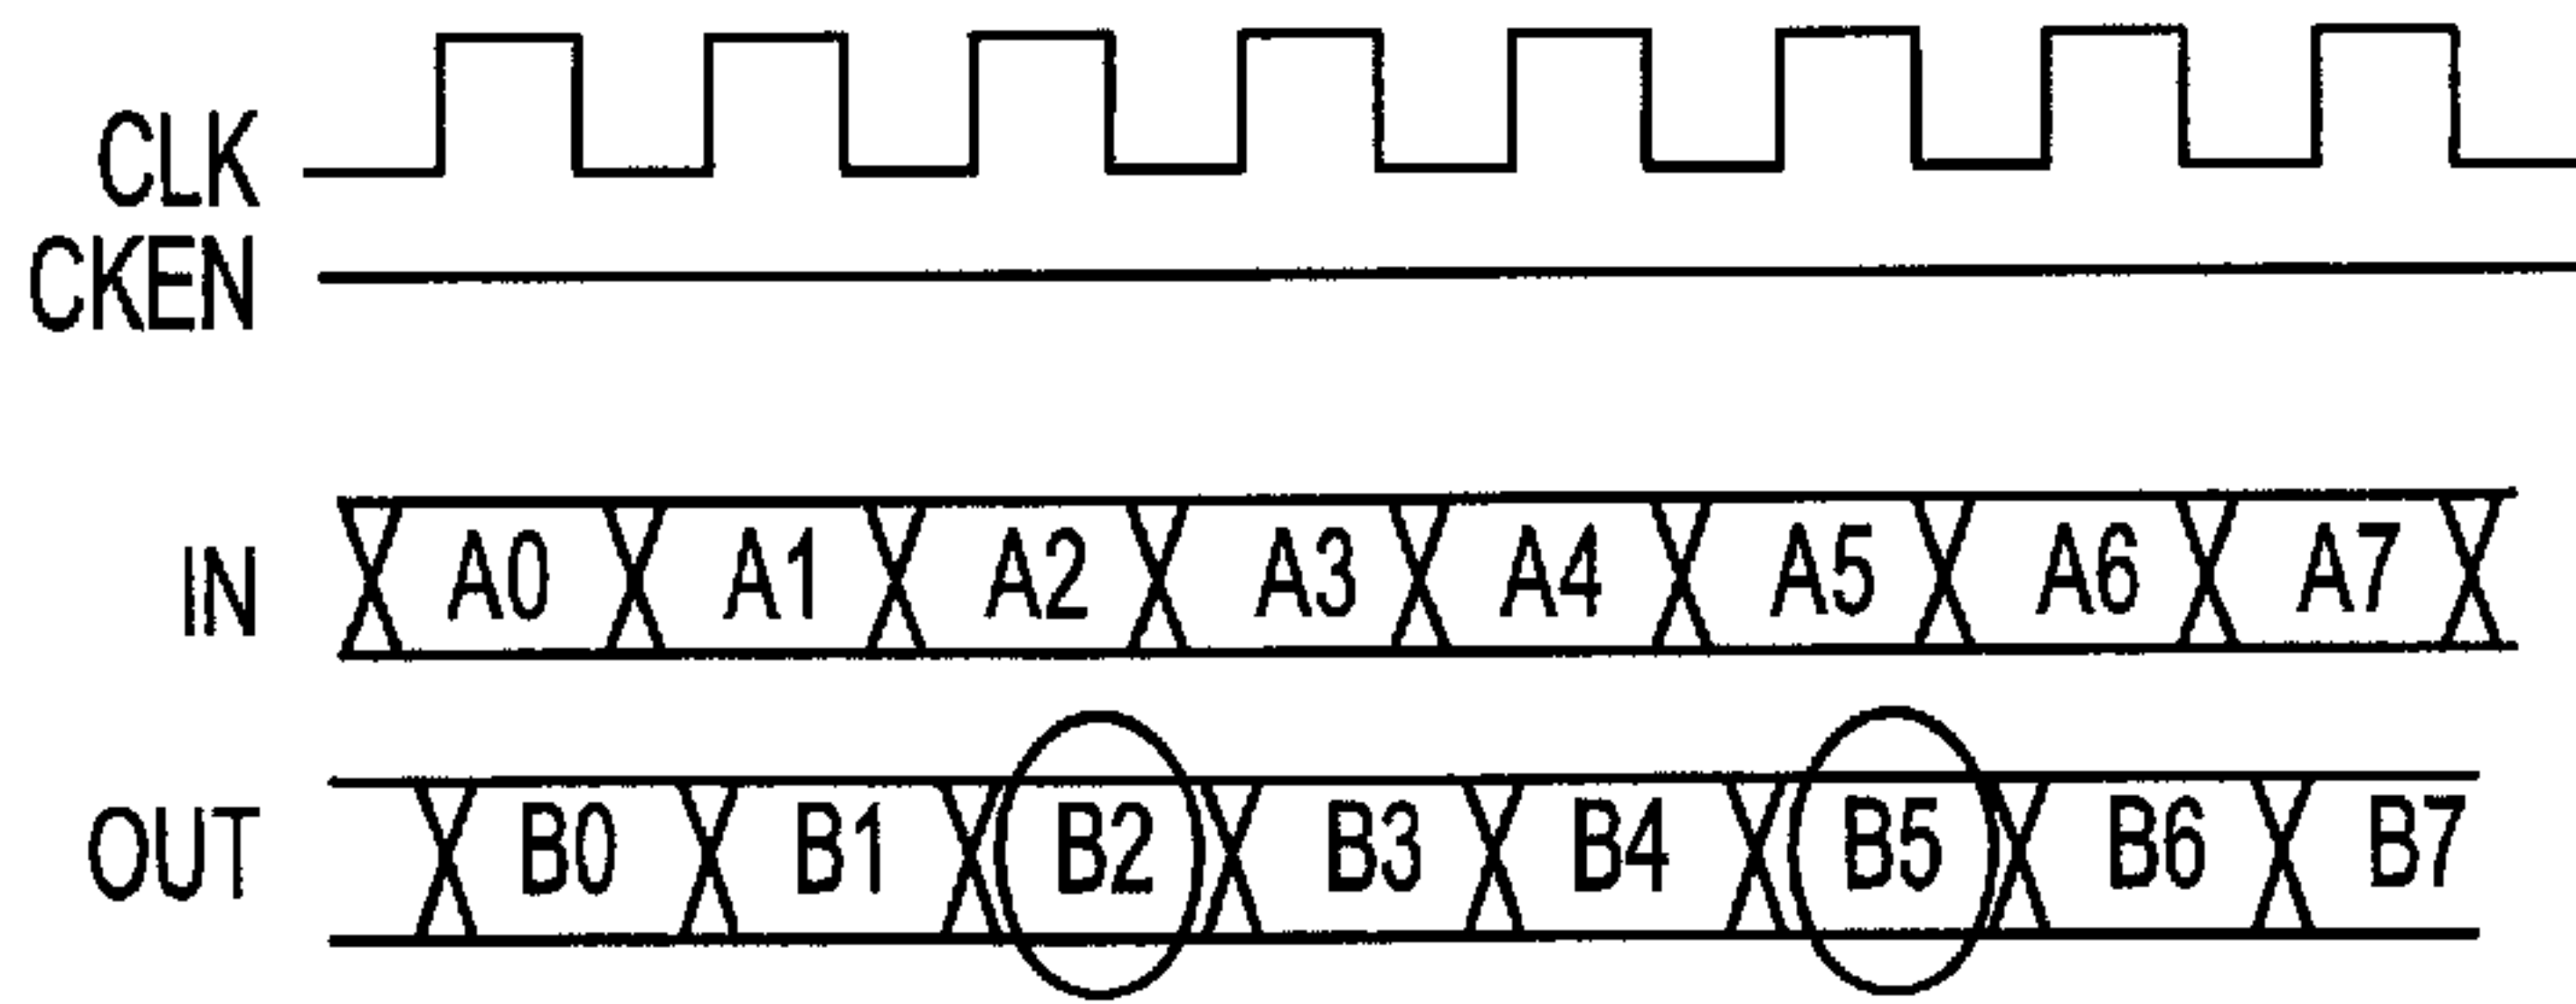 CLK
CKEN
IN A0 A1 A2 A3 A4 A5 A6 A7
OUT B0 B1 B2 B3 B4 B5 B6 B7